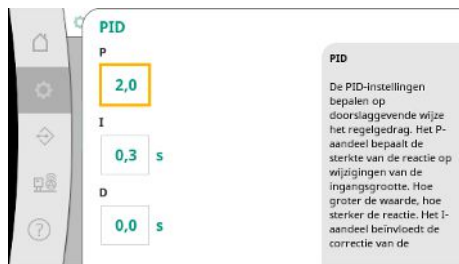 PID
P
2,0
I
0,3 s
D
0,0 s
PID
De PID-instellingen
bepalen op
doorslaggevende wijze
het regelgedrag. Het P-
aandeel bepaalt de
sterkte van de reactie op
wijzigingen van de
ingangsgrootte. Hoe
groter de waarde, hoe
sterker de reactie. Het I-
aandeel beïnvloedt de
correctie van de